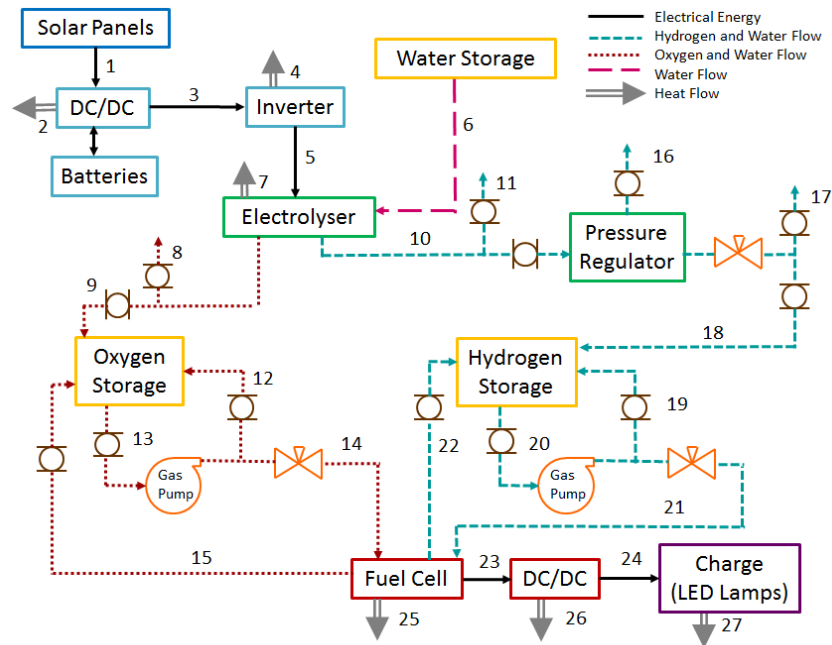 Solar Panels
Electrical Energy
Hydrogen and Water Flow
Oxygen and Water Flow
Water Flow
Heat Flow
Water Storage
1
4
2
DC/DC
3
Inverter
6
Batteries
5
16
7
11
17
Electrolyser
10
Pressure
Regulator
8
9
18
Oxygen
Storage
12
Hydrogen
Storage
19
13
14
22
20
Gas
Pump
Gas
Pump
21
15
23
24
Fuel Cell
DC/DC
Charge
(LED Lamps)
25
26
27